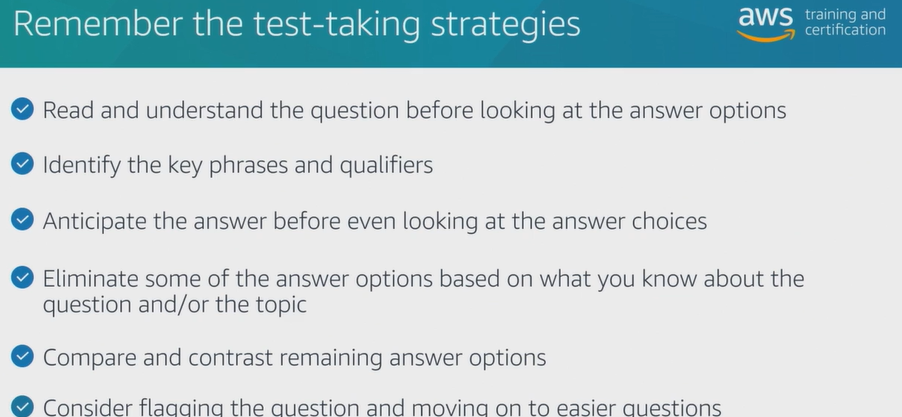 Remember the test-taking strategies
aws training and
certification
Read and understand the question before looking at the answer options
Identify the key phrases and qualifiers
Anticipate the answer before even looking at the answer choices
Eliminate some of the answer options based on what you know about the
question and/or the topic
Compare and contrast remaining answer options
Consider flagging the question and moving on to easier questions